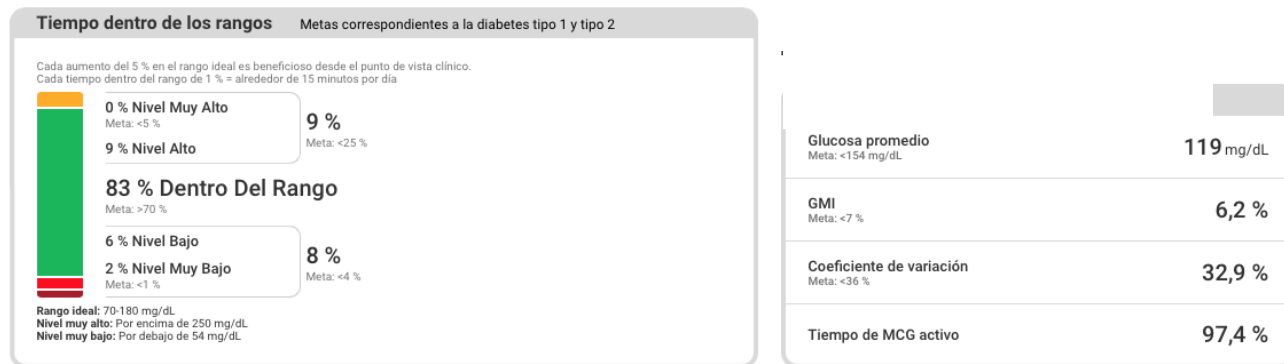 Tiempo dentro de los rangos Metas correspondientes a la diabetes tipo 1 y tipo 2
Cada aumento del 5 % en el rango ideal es beneficioso desde el punto de vista clínico.
Cada tiempo dentro del rango de 1 % = alrededor de 15 minutos por día
0 % Nivel Muy Alto
Meta: <5 %
9 % Nivel Alto
9 %
Meta: <25 %
83 % Dentro Del Rango
Meta: >70 %
6 % Nivel Bajo
2 % Nivel Muy Bajo
Meta: <1 %
8 %
Meta: <4 %
Rango ideal: 70-180 mg/dL
Nivel muy alto: Por encima de 250 mg/dL
Nivel muy bajo: Por debajo de 54 mg/dL
Glucosa promedio 119 mg/dL
Meta: <154 mg/dL
GMI 6,2 %
Meta: <7 %
Coeficiente de variación 32,9 %
Meta: <36 %
Tiempo de MCG activo 97,4 %